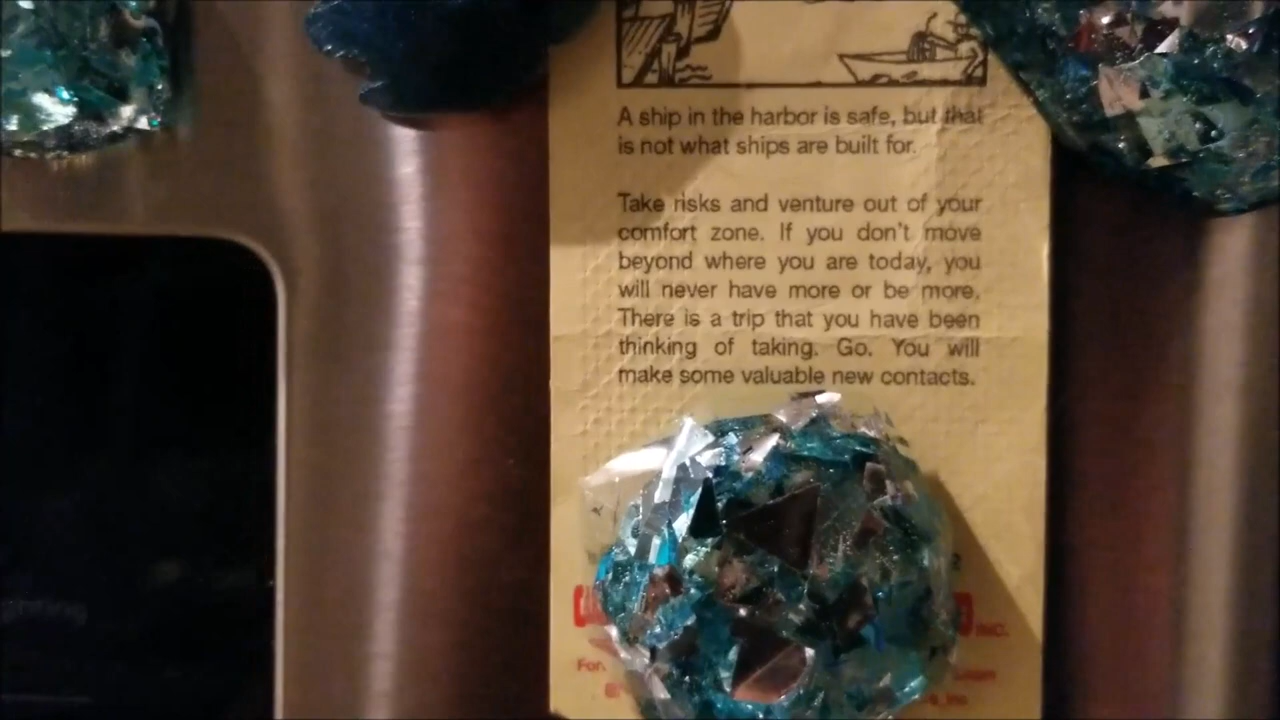 A ship in the harbor is safe, but that
is not what ships are built for.
Take risks and venture out of your
comfort zone. If you don't move
beyond where you are today, you
will never have more or be more.
There is a trip that you have been
thinking of taking. Go. You will
make some valuable new contacts.
INC.